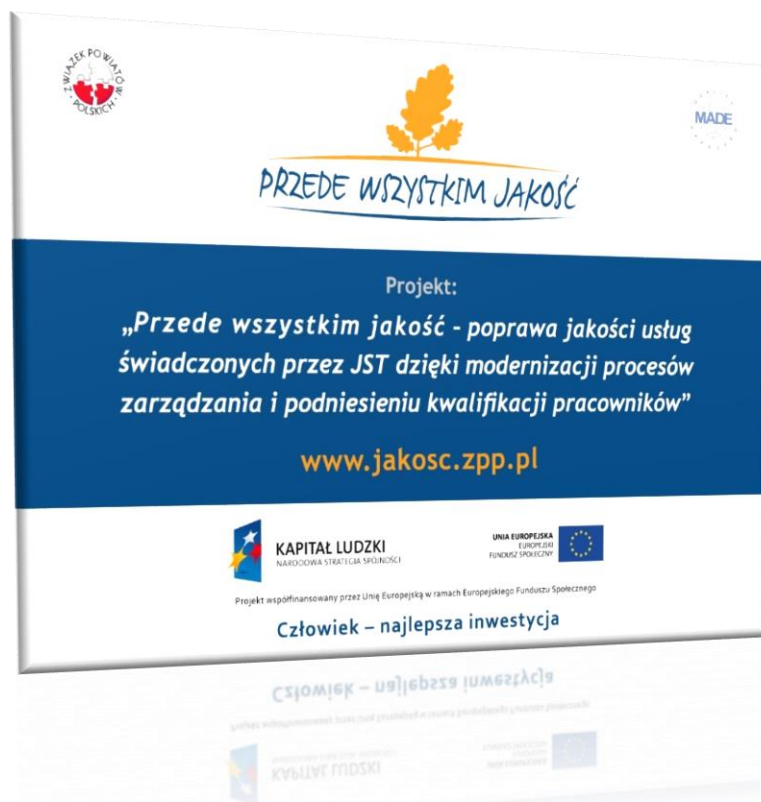 ZWIĄZEK POWIATÓW
POLSKICH
MADE
PRZEDE WSZYSTKIM JAKOŚĆ
Projekt:
„Przede wszystkim jakość – poprawa jakości usług
świadczonych przez JST dzięki modernizacji procesów
zarządzania i podniesieniu kwalifikacji pracowników”
www.jakosc.zpp.pl
KAPITAŁ LUDZKI
NARODOWA STRATEGIA SPÓJNOŚCI
UNIA EUROPEJSKA
EUROPEJSKI
FUNDUSZ SPOŁECZNY
Projekt współfinansowany przez Unię Europejską w ramach Europejskiego Funduszu Społecznego
Człowiek – najlepsza inwestycja